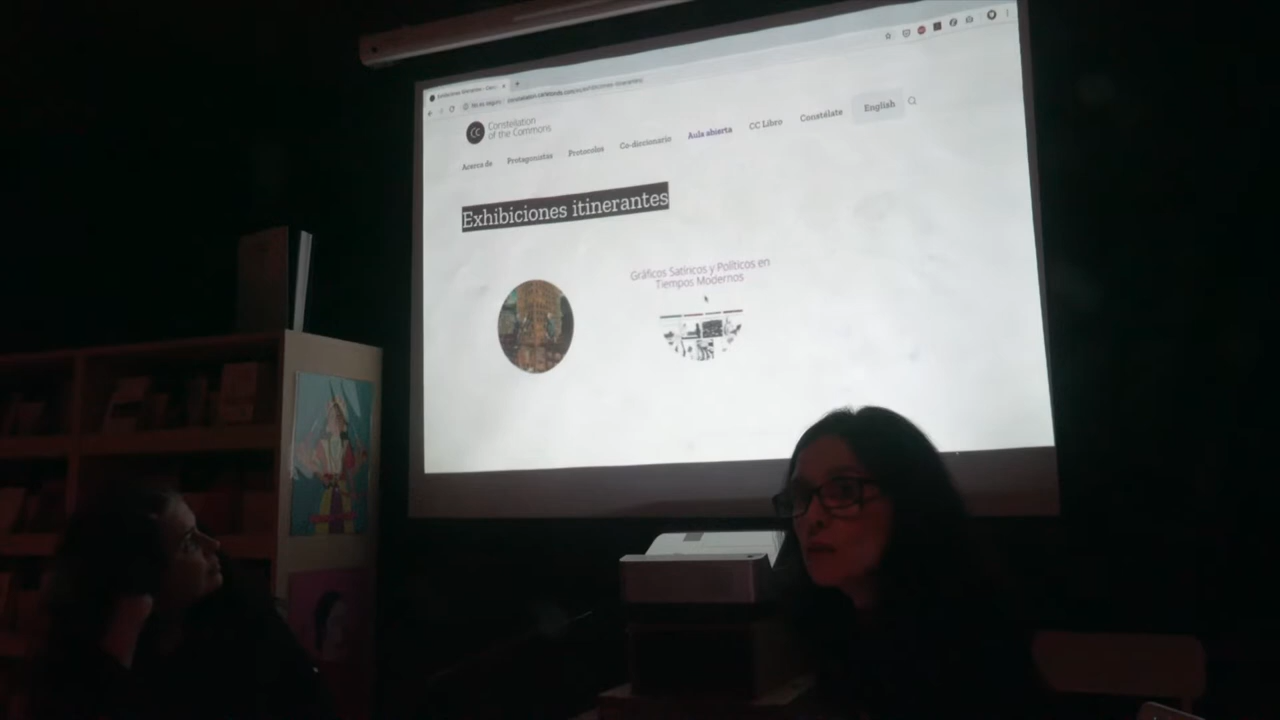 Constellation
of the Commons
Acerca de
Protagonistas
Protocolos
Co-diccionario
Aula abierta
CC Libro
Constélate
English
Exhibiciones itinerantes
Gráficos Satíricos y Políticos en
Tiempos Modernos